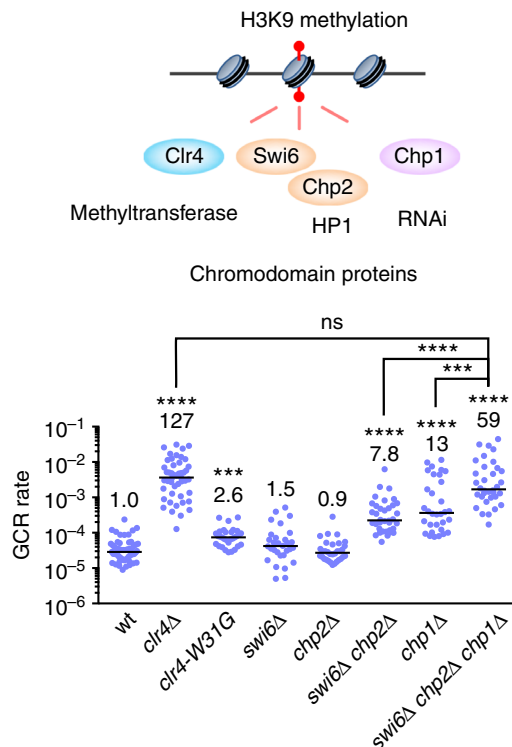 H3K9 methylation
Clr4 Swi6 Chp1
Chp2
Methyltransferase HP1 RNAi
Chromodomain proteins
ns
****
***
**** 127
*** 2.6
1.0
1.5
0.9
**** 7.8
**** 13
**** 59
GCR rate
10⁻¹
10⁻²
10⁻³
10⁻⁴
10⁻⁵
10⁻⁶
wt
clr4Δ
clr4-W31G
swi6Δ
chp2Δ
swi6Δ chp2Δ
chp1Δ
swi6Δ chp2Δ chp1Δ